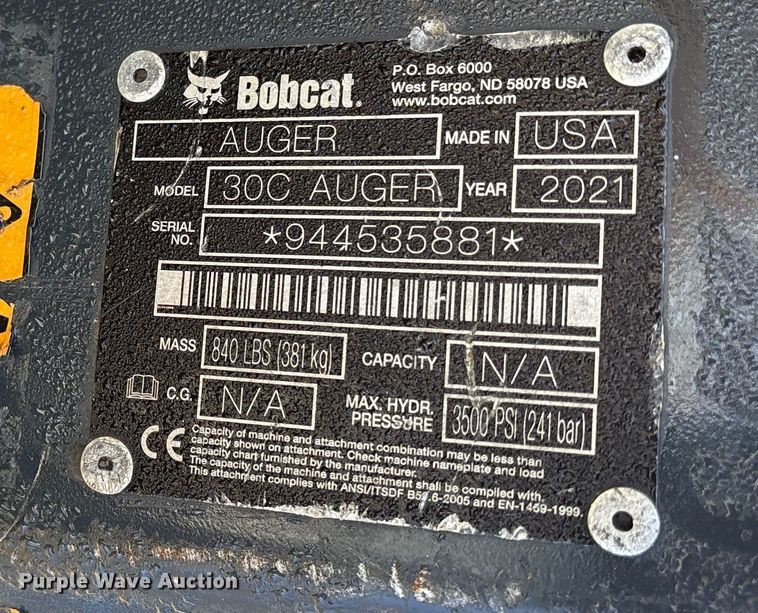 Bobcat.
P.O. Box 6000
West Fargo, ND 58078 USA
www.bobcat.com
AUGER MADE IN USA
MODEL 30C AUGER YEAR 2021
SERIAL NO. *944535881*
MASS 840 LBS (381 kg) CAPACITY N/A
C.G. N/A MAX. HYDR. PRESSURE 3500 PSI (241 bar)
CE Capacity of machine and attachment combination may be less than
capacity shown on attachment. Check machine nameplate and load
capacity chart furnished by the manufacturer.
The capacity of the machine and attachment shall be complied with.
This attachment complies with ANSI/ITSDF B56.6-2005 and EN-1459-1999.
Purple Wave Auction